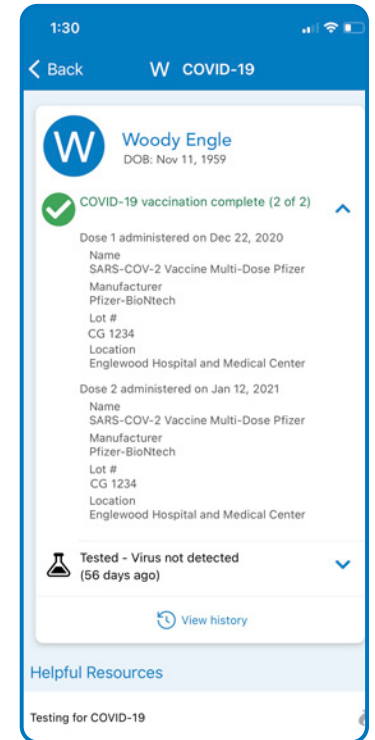 1:30
Back W COVID-19
W
Woody Engle
DOB: Nov 11, 1959
COVID-19 vaccination complete (2 of 2)
Dose 1 administered on Dec 22, 2020
Name
SARS-COV-2 Vaccine Multi-Dose Pfizer
Manufacturer
Pfizer-BioNtech
Lot #
CG 1234
Location
Englewood Hospital and Medical Center
Dose 2 administered on Jan 12, 2021
Name
SARS-COV-2 Vaccine Multi-Dose Pfizer
Manufacturer
Pfizer-BioNtech
Lot #
CG 1234
Location
Englewood Hospital and Medical Center
Tested - Virus not detected
(56 days ago)
View history
Helpful Resources
Testing for COVID-19